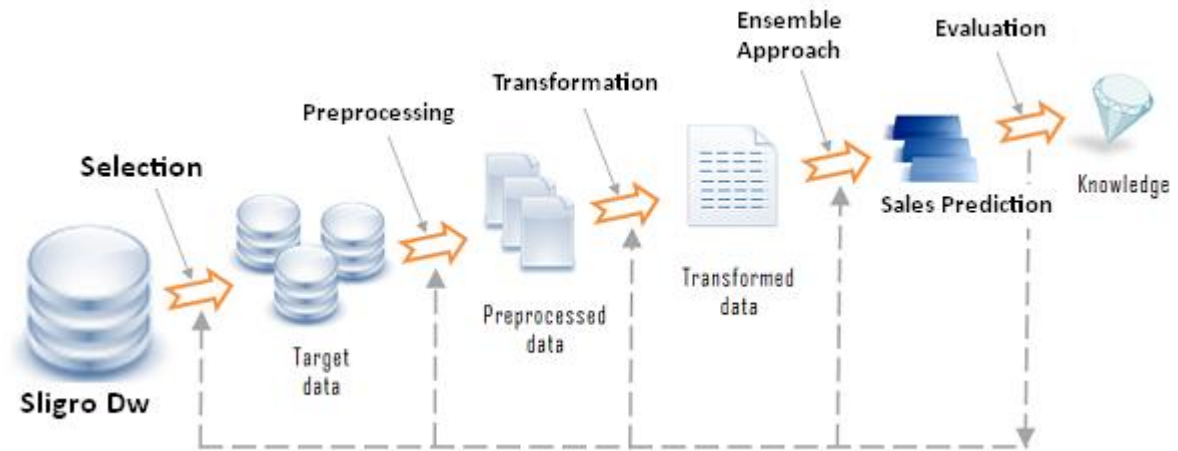 Sligro Dw
Selection
Target
data
Preprocessing
Preprocessed
data
Transformation
Transformed
data
Ensemble
Approach
Sales Prediction
Evaluation
Knowledge